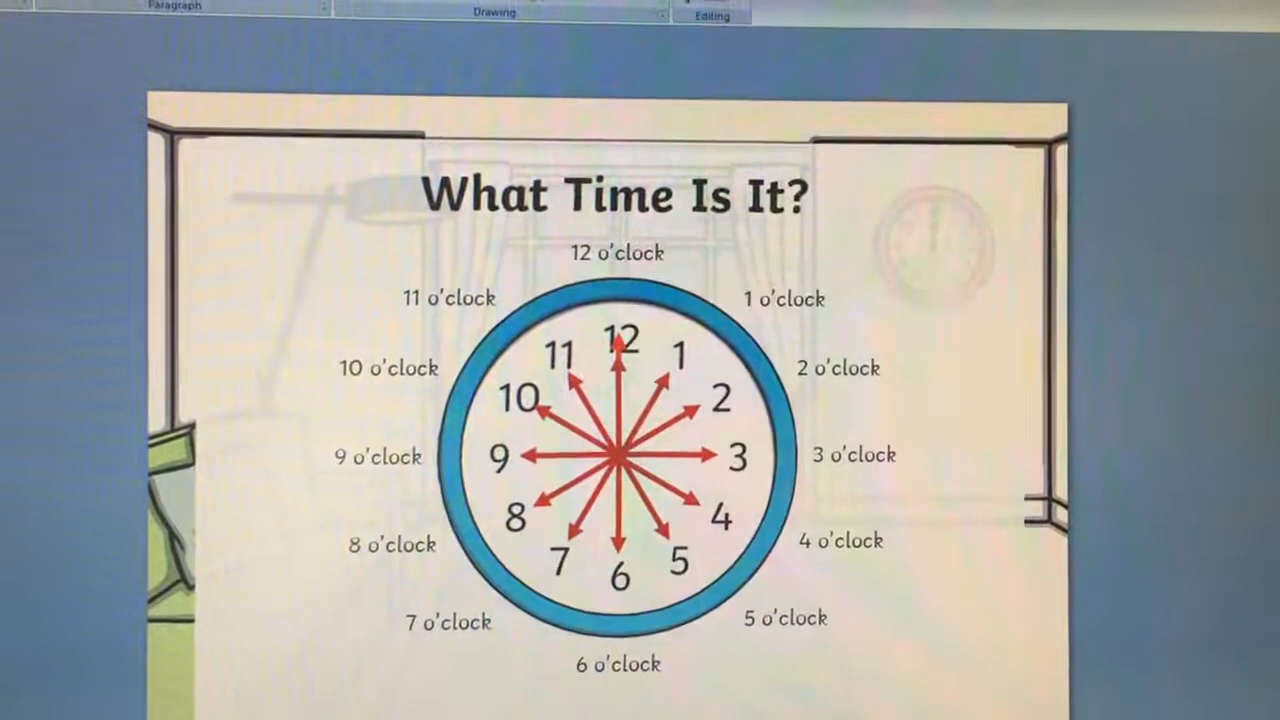 Paragraph
Drawing
Editing
What Time Is It?
12 o'clock
11 o'clock
1 o'clock
10 o'clock
2 o'clock
9 o'clock
3 o'clock
8 o'clock
4 o'clock
7 o'clock
5 o'clock
6 o'clock
12
11
1
10
2
9
3
8
4
7
5
6